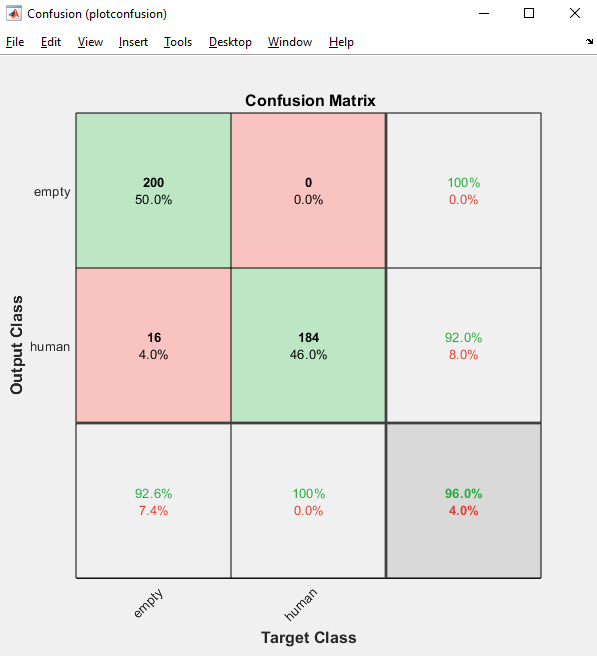 Confusion (plotconfusion)
File Edit View Insert Tools Desktop Window Help
Confusion Matrix
empty
200
50.0%
0
0.0%
100%
0.0%
Output Class
human
16
4.0%
184
46.0%
92.0%
8.0%
92.6%
7.4%
100%
0.0%
96.0%
4.0%
empty
human
Target Class